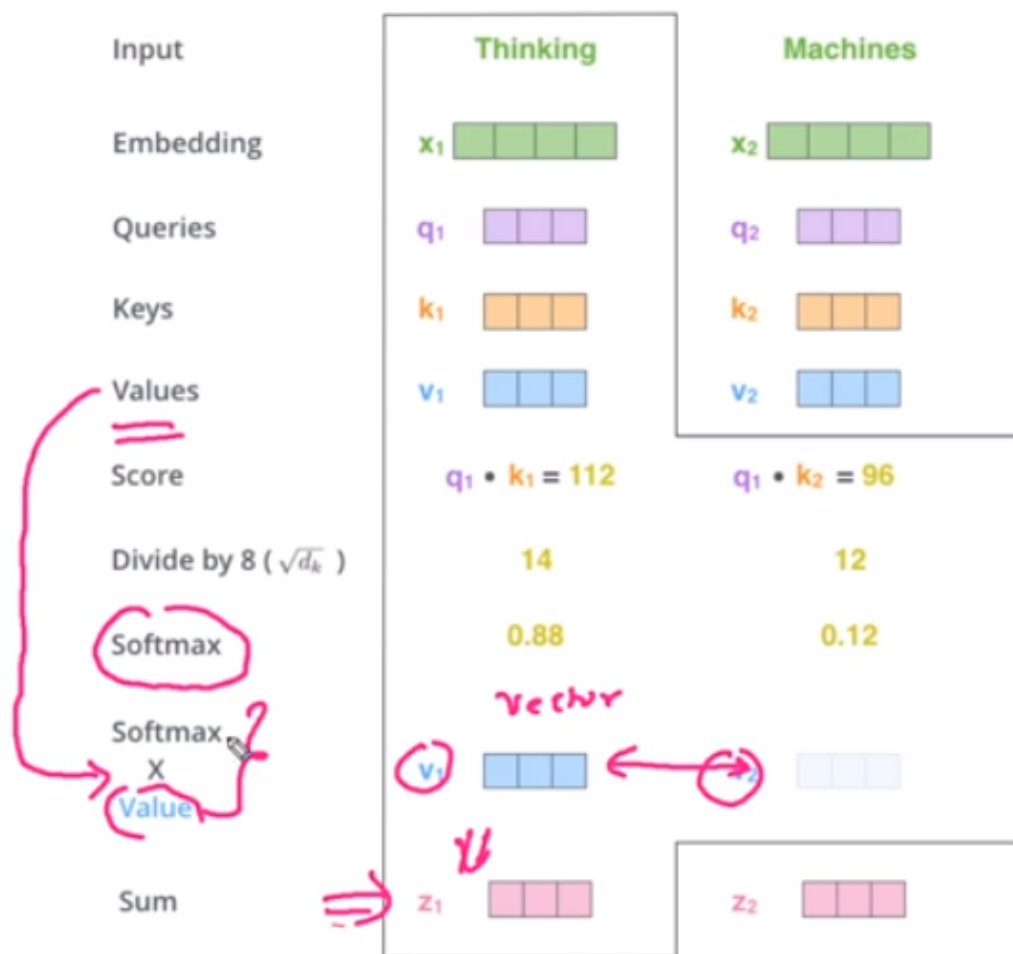 Input Thinking Machines
Embedding x₁ x₂
Queries q₁ q₂
Keys k₁ k₂
Values v₁ v₂
Score q₁ • k₁ = 112 q₁ • k₂ = 96
Divide by 8 ( √dₖ ) 14 12
Softmax 0.88 0.12
vector
Softmax
X
Value
v₁ v₂
Sum z₁ z₂